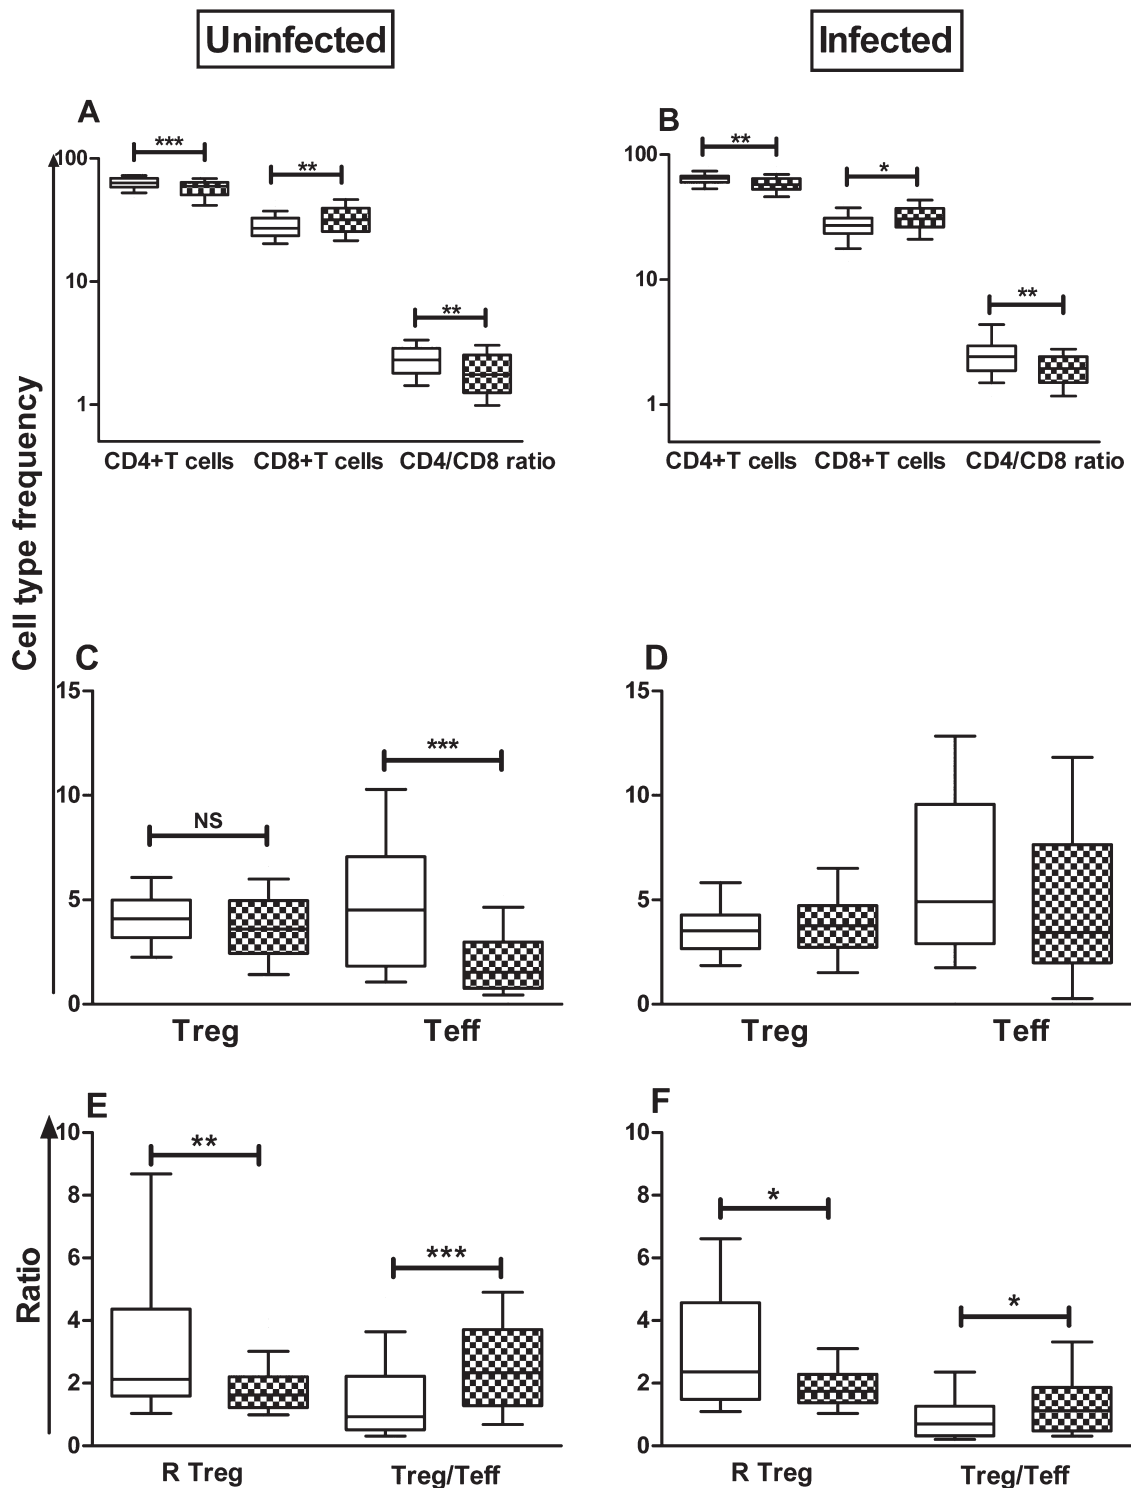 Uninfected
Infected
A
***
**
**
100
10
1
CD4+T cells
CD8+T cells
CD4/CD8 ratio
B
**
*
**
100
10
1
CD4+T cells
CD8+T cells
CD4/CD8 ratio
Cell type frequency
C
NS
***
15
10
5
0
Treg
Teff
D
15
10
5
0
Treg
Teff
Ratio
E
**
***
10
8
6
4
2
0
R Treg
Treg/Teff
F
*
*
10
8
6
4
2
0
R Treg
Treg/Teff